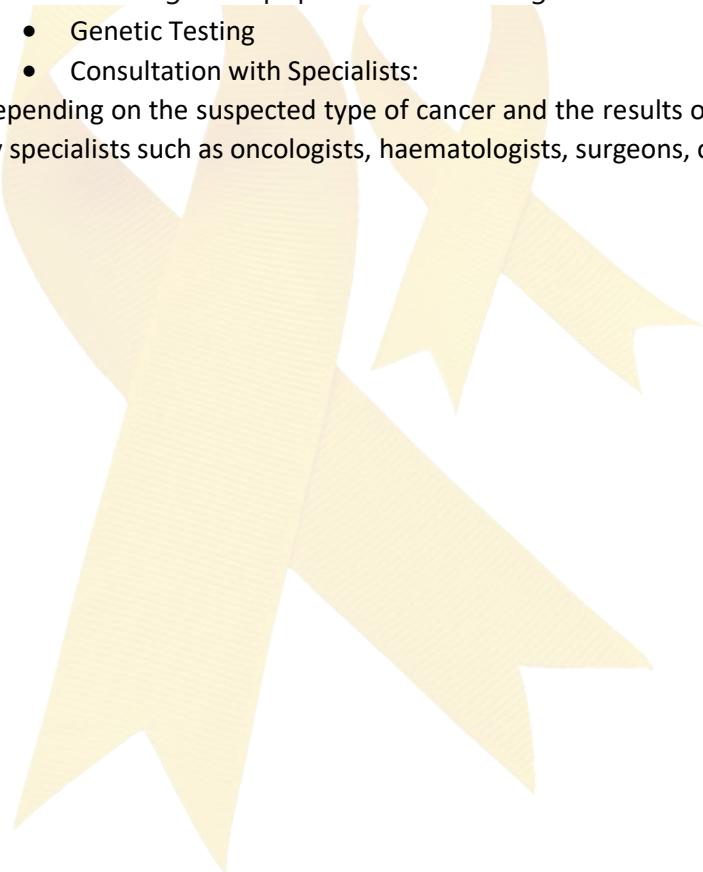 • Genetic Testing
• Consultation with Specialists:
epending on the suspected type of cancer and the results o
specialists such as oncologists, haematologists, surgeons,